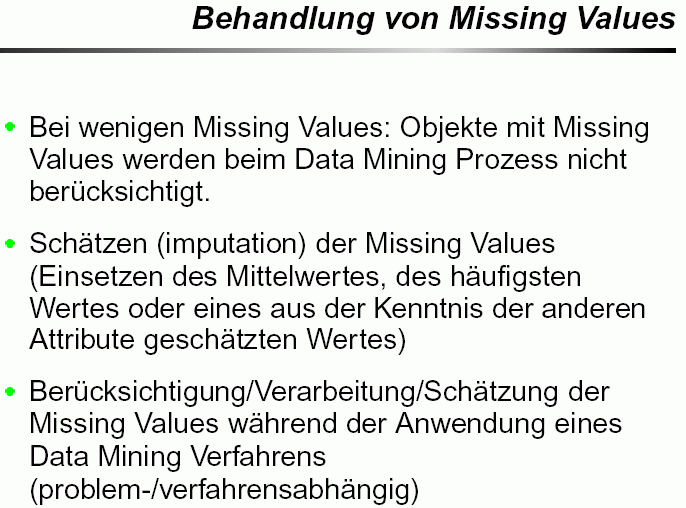 Behandlung von Missing Values
• Bei wenigen Missing Values: Objekte mit Missing
Values werden beim Data Mining Prozess nicht
berücksichtigt.
• Schätzen (imputation) der Missing Values
(Einsetzen des Mittelwertes, des häufigsten
Wertes oder eines aus der Kenntnis der anderen
Attribute geschätzten Wertes)
• Berücksichtigung/Verarbeitung/Schätzung der
Missing Values während der Anwendung eines
Data Mining Verfahrens
(problem-/verfahrensabhängig)